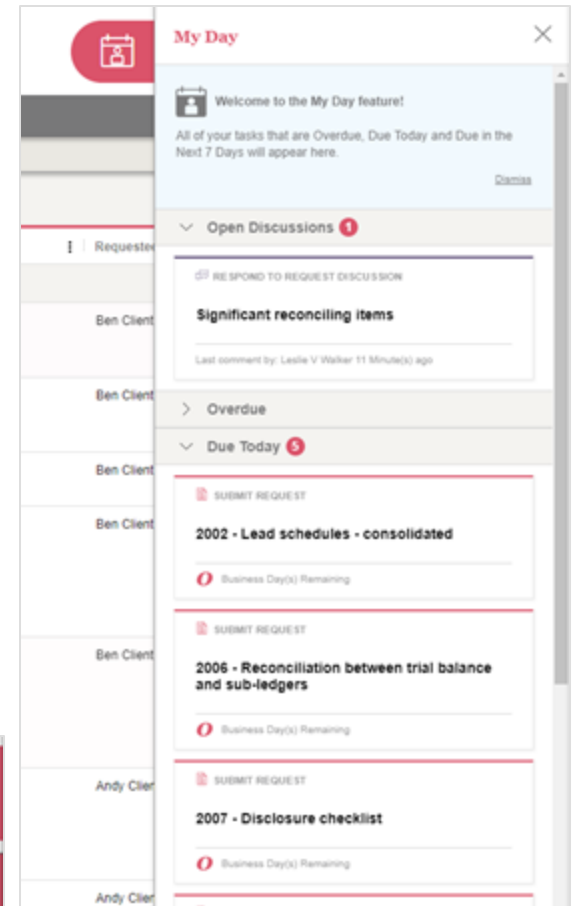 My Day
Welcome to the My Day feature!
All of your tasks that are Overdue, Due Today and Due in the
Next 7 Days will appear here.
Dismiss
Open Discussions 1
RESPOND TO REQUEST DISCUSSION
Significant reconciling items
Last comment by: Leslie V Walker 11 Minute(s) ago
Overdue
Due Today 5
SUBMIT REQUEST
2002 - Lead schedules - consolidated
0 Business Day(s) Remaining
SUBMIT REQUEST
2006 - Reconciliation between trial balance
and sub-ledgers
0 Business Day(s) Remaining
SUBMIT REQUEST
2007 - Disclosure checklist
0 Business Day(s) Remaining
Requeste
Ben Client
Ben Client
Ben Client
Ben Client
Ben Client
Andy Clien
Andy Clien